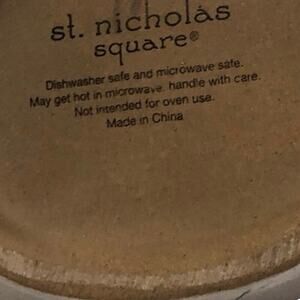 st. nicholas
square®
Dishwasher safe and microwave safe.
May get hot in microwave, handle with care.
Not intended for oven use.
Made in China